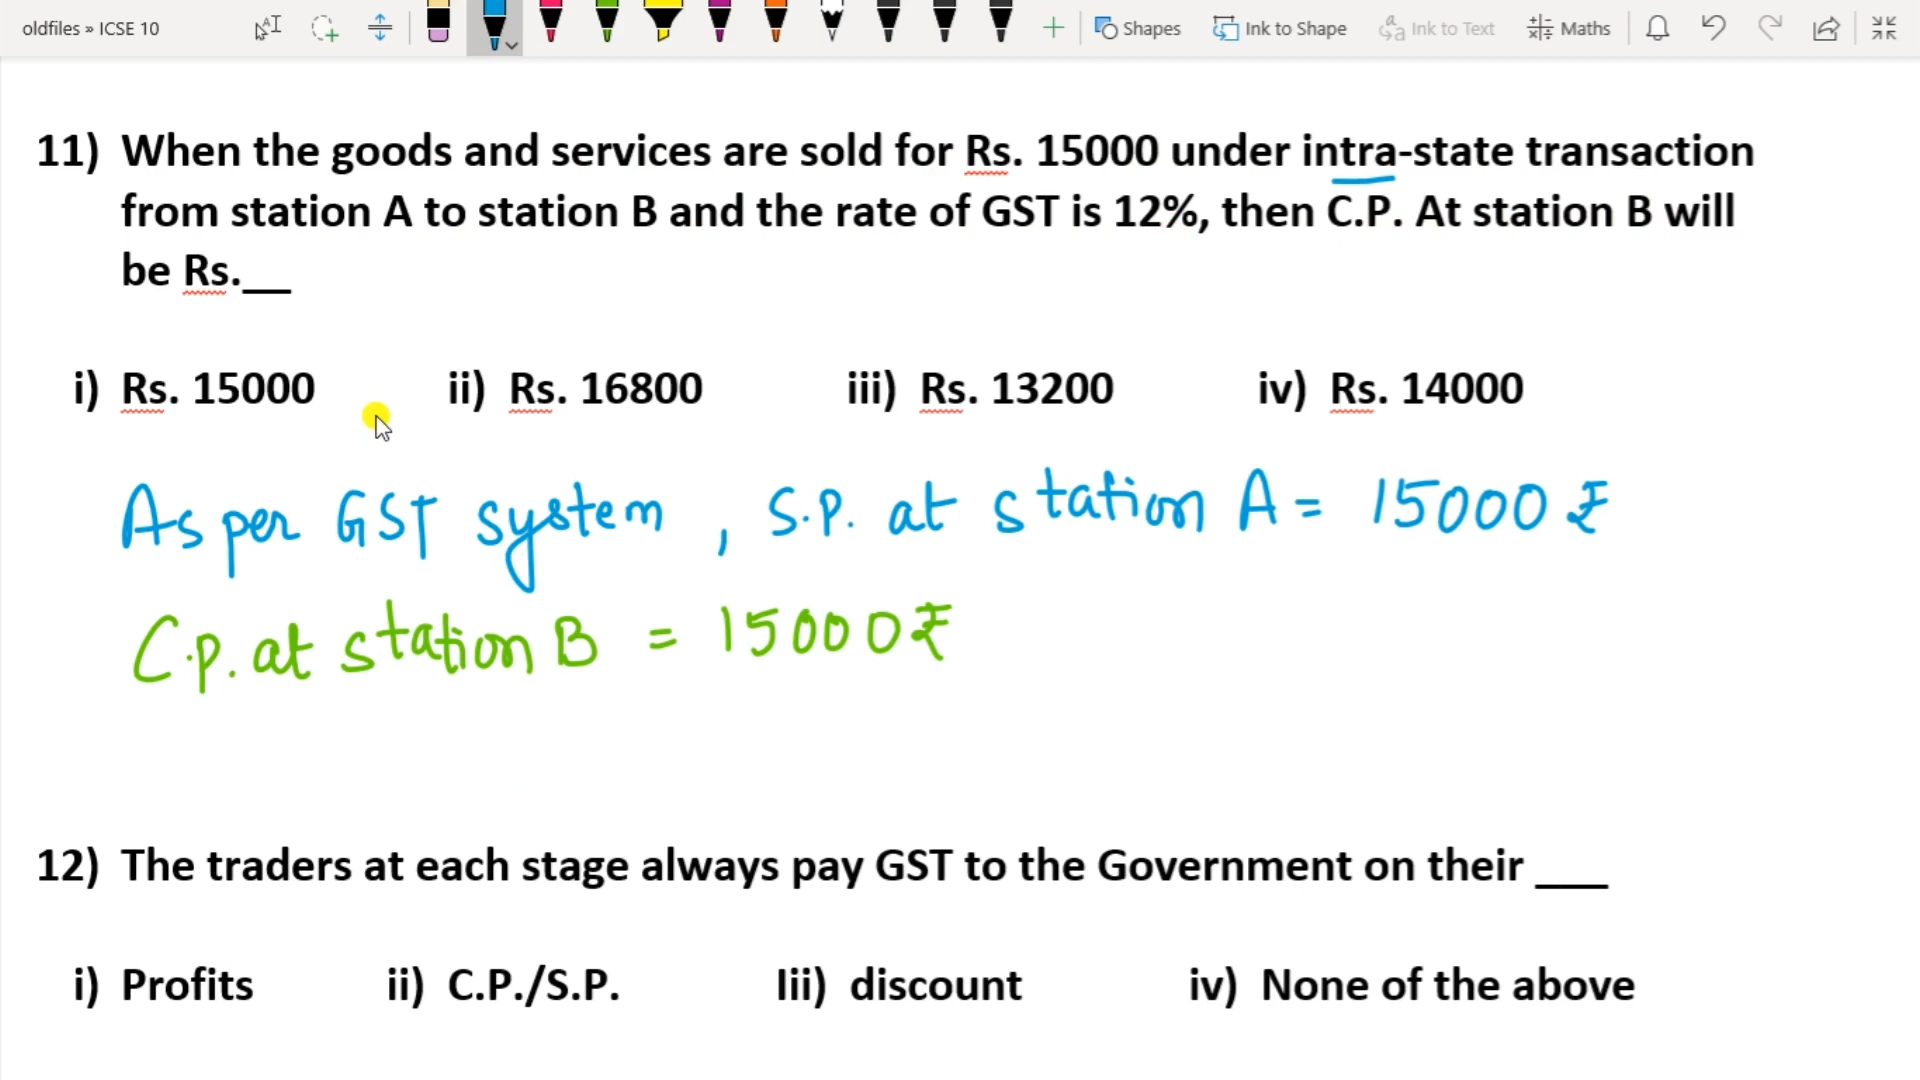 oldfiles » ICSE 10
Shapes Ink to Shape Ink to Text Maths
11) When the goods and services are sold for Rs. 15000 under intra-state transaction
from station A to station B and the rate of GST is 12%, then C.P. At station B will
be Rs.__
i) Rs. 15000 ii) Rs. 16800 iii) Rs. 13200 iv) Rs. 14000
As per GST system , S.P. at station A = 15000 ₹
C.p. at station B = 15000 ₹
12) The traders at each stage always pay GST to the Government on their ___
i) Profits ii) C.P./S.P. Iii) discount iv) None of the above